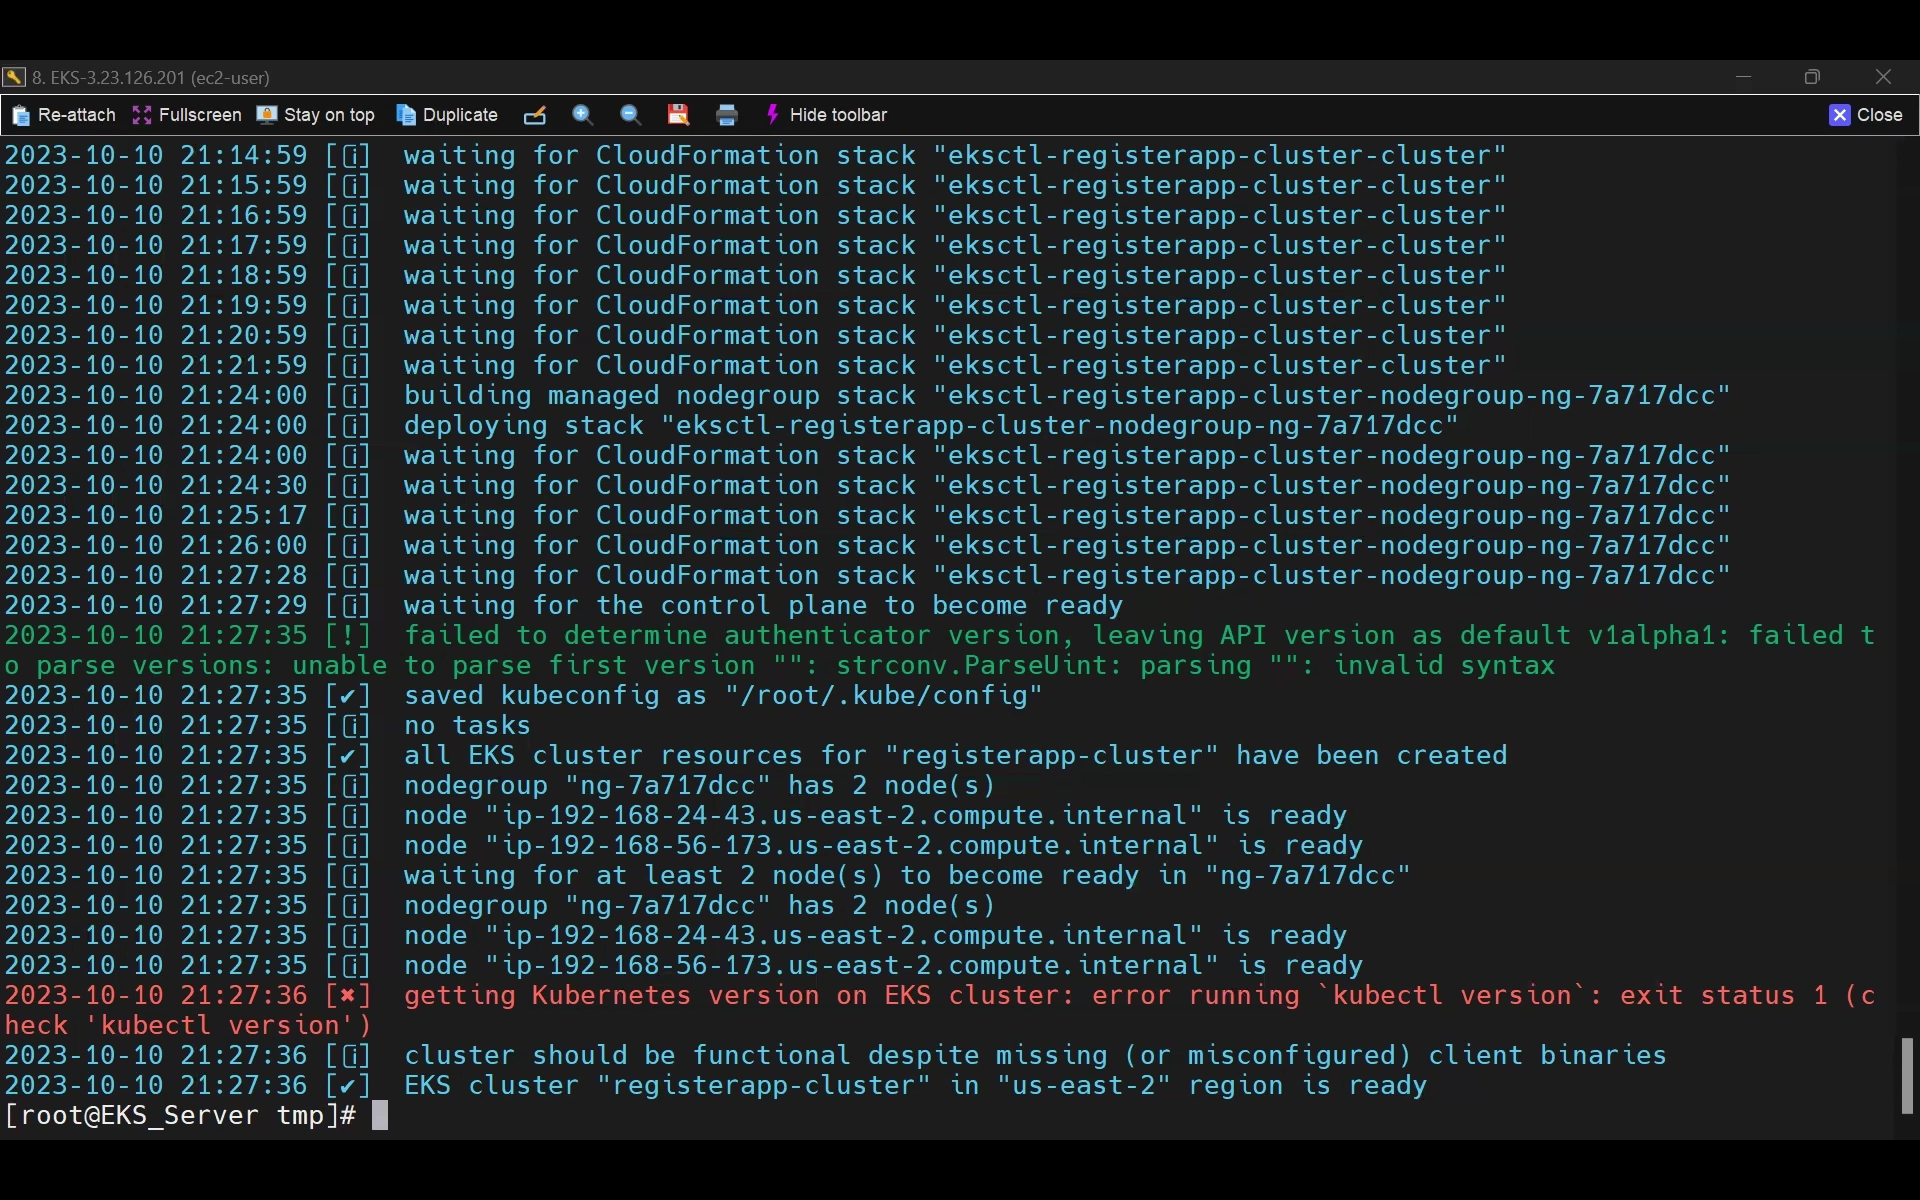 8. EKS-3.23.126.201 (ec2-user)
Re-attach Fullscreen Stay on top Duplicate Hide toolbar Close
2023-10-10 21:14:59 [ℹ]  waiting for CloudFormation stack "eksctl-registerapp-cluster-cluster"
2023-10-10 21:15:59 [ℹ]  waiting for CloudFormation stack "eksctl-registerapp-cluster-cluster"
2023-10-10 21:16:59 [ℹ]  waiting for CloudFormation stack "eksctl-registerapp-cluster-cluster"
2023-10-10 21:17:59 [ℹ]  waiting for CloudFormation stack "eksctl-registerapp-cluster-cluster"
2023-10-10 21:18:59 [ℹ]  waiting for CloudFormation stack "eksctl-registerapp-cluster-cluster"
2023-10-10 21:19:59 [ℹ]  waiting for CloudFormation stack "eksctl-registerapp-cluster-cluster"
2023-10-10 21:20:59 [ℹ]  waiting for CloudFormation stack "eksctl-registerapp-cluster-cluster"
2023-10-10 21:21:59 [ℹ]  waiting for CloudFormation stack "eksctl-registerapp-cluster-cluster"
2023-10-10 21:24:00 [ℹ]  building managed nodegroup stack "eksctl-registerapp-cluster-nodegroup-ng-7a717dcc"
2023-10-10 21:24:00 [ℹ]  deploying stack "eksctl-registerapp-cluster-nodegroup-ng-7a717dcc"
2023-10-10 21:24:00 [ℹ]  waiting for CloudFormation stack "eksctl-registerapp-cluster-nodegroup-ng-7a717dcc"
2023-10-10 21:24:30 [ℹ]  waiting for CloudFormation stack "eksctl-registerapp-cluster-nodegroup-ng-7a717dcc"
2023-10-10 21:25:17 [ℹ]  waiting for CloudFormation stack "eksctl-registerapp-cluster-nodegroup-ng-7a717dcc"
2023-10-10 21:26:00 [ℹ]  waiting for CloudFormation stack "eksctl-registerapp-cluster-nodegroup-ng-7a717dcc"
2023-10-10 21:27:28 [ℹ]  waiting for CloudFormation stack "eksctl-registerapp-cluster-nodegroup-ng-7a717dcc"
2023-10-10 21:27:29 [ℹ]  waiting for the control plane to become ready
2023-10-10 21:27:35 [!]  failed to determine authenticator version, leaving API version as default v1alpha1: failed t
o parse versions: unable to parse first version "": strconv.ParseUint: parsing "": invalid syntax
2023-10-10 21:27:35 [✔]  saved kubeconfig as "/root/.kube/config"
2023-10-10 21:27:35 [ℹ]  no tasks
2023-10-10 21:27:35 [✔]  all EKS cluster resources for "registerapp-cluster" have been created
2023-10-10 21:27:35 [ℹ]  nodegroup "ng-7a717dcc" has 2 node(s)
2023-10-10 21:27:35 [ℹ]  node "ip-192-168-24-43.us-east-2.compute.internal" is ready
2023-10-10 21:27:35 [ℹ]  node "ip-192-168-56-173.us-east-2.compute.internal" is ready
2023-10-10 21:27:35 [ℹ]  waiting for at least 2 node(s) to become ready in "ng-7a717dcc"
2023-10-10 21:27:35 [ℹ]  nodegroup "ng-7a717dcc" has 2 node(s)
2023-10-10 21:27:35 [ℹ]  node "ip-192-168-24-43.us-east-2.compute.internal" is ready
2023-10-10 21:27:35 [ℹ]  node "ip-192-168-56-173.us-east-2.compute.internal" is ready
2023-10-10 21:27:36 [✖]  getting Kubernetes version on EKS cluster: error running `kubectl version`: exit status 1 (c
heck 'kubectl version')
2023-10-10 21:27:36 [ℹ]  cluster should be functional despite missing (or misconfigured) client binaries
2023-10-10 21:27:36 [✔]  EKS cluster "registerapp-cluster" in "us-east-2" region is ready
[root@EKS_Server tmp]#